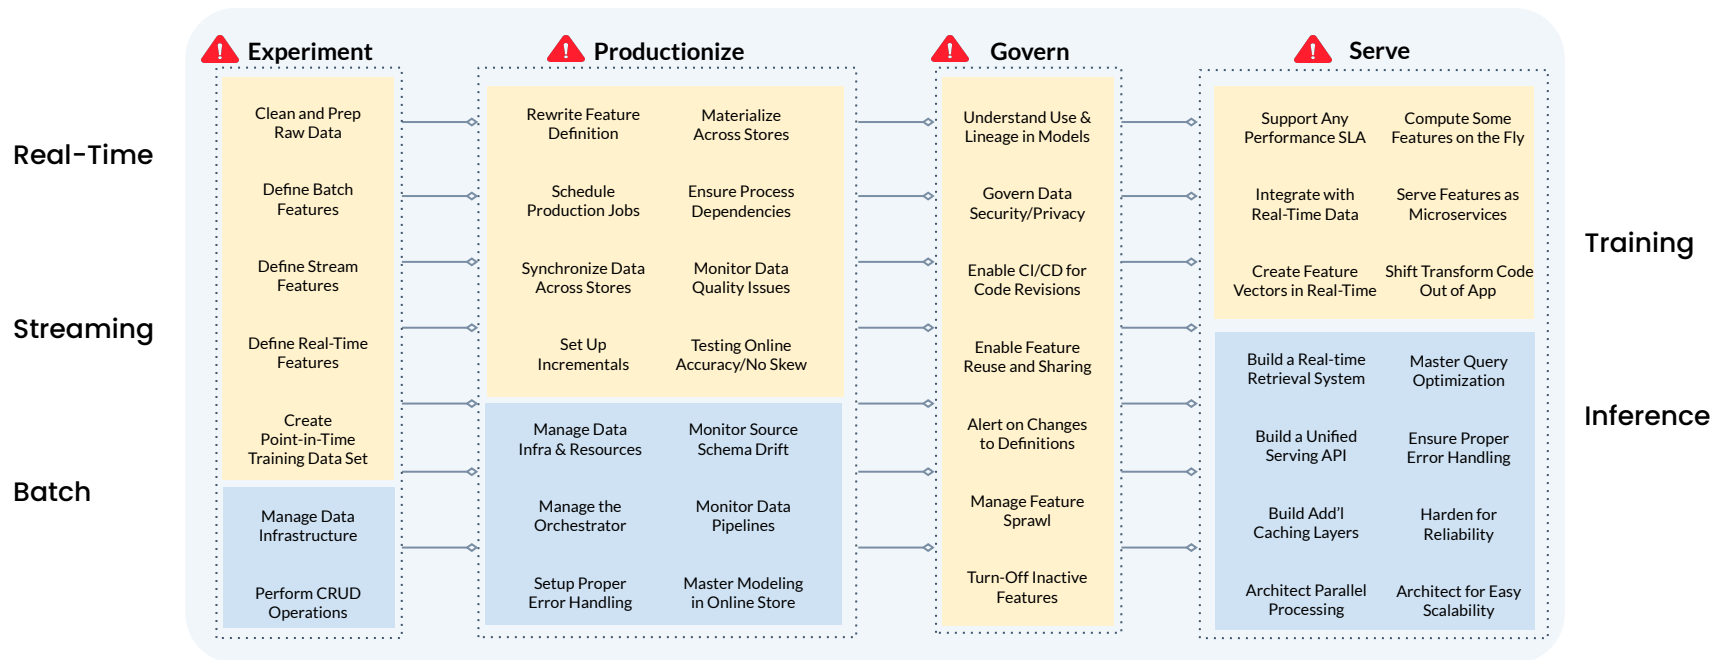 Experiment
Productionize
Govern
Serve
Real-Time
Streaming
Batch
Clean and Prep
Raw Data
Define Batch
Features
Define Stream
Features
Define Real-Time
Features
Create
Point-in-Time
Training Data Set
Manage Data
Infrastructure
Perform CRUD
Operations
Rewrite Feature
Definition
Materialize
Across Stores
Schedule
Production Jobs
Ensure Process
Dependencies
Synchronize Data
Across Stores
Monitor Data
Quality Issues
Set Up
Incrementals
Testing Online
Accuracy/No Skew
Manage Data
Infra & Resources
Monitor Source
Schema Drift
Manage the
Orchestrator
Monitor Data
Pipelines
Setup Proper
Error Handling
Master Modeling
in Online Store
Understand Use &
Lineage in Models
Govern Data
Security/Privacy
Enable CI/CD for
Code Revisions
Enable Feature
Reuse and Sharing
Alert on Changes
to Definitions
Manage Feature
Sprawl
Turn-Off Inactive
Features
Support Any
Performance SLA
Compute Some
Features on the Fly
Integrate with
Real-Time Data
Serve Features as
Microservices
Create Feature
Vectors in Real-Time
Shift Transform Code
Out of App
Build a Real-time
Retrieval System
Master Query
Optimization
Build a Unified
Serving API
Ensure Proper
Error Handling
Build Add'l
Caching Layers
Harden for
Reliability
Architect Parallel
Processing
Architect for Easy
Scalability
Training
Inference